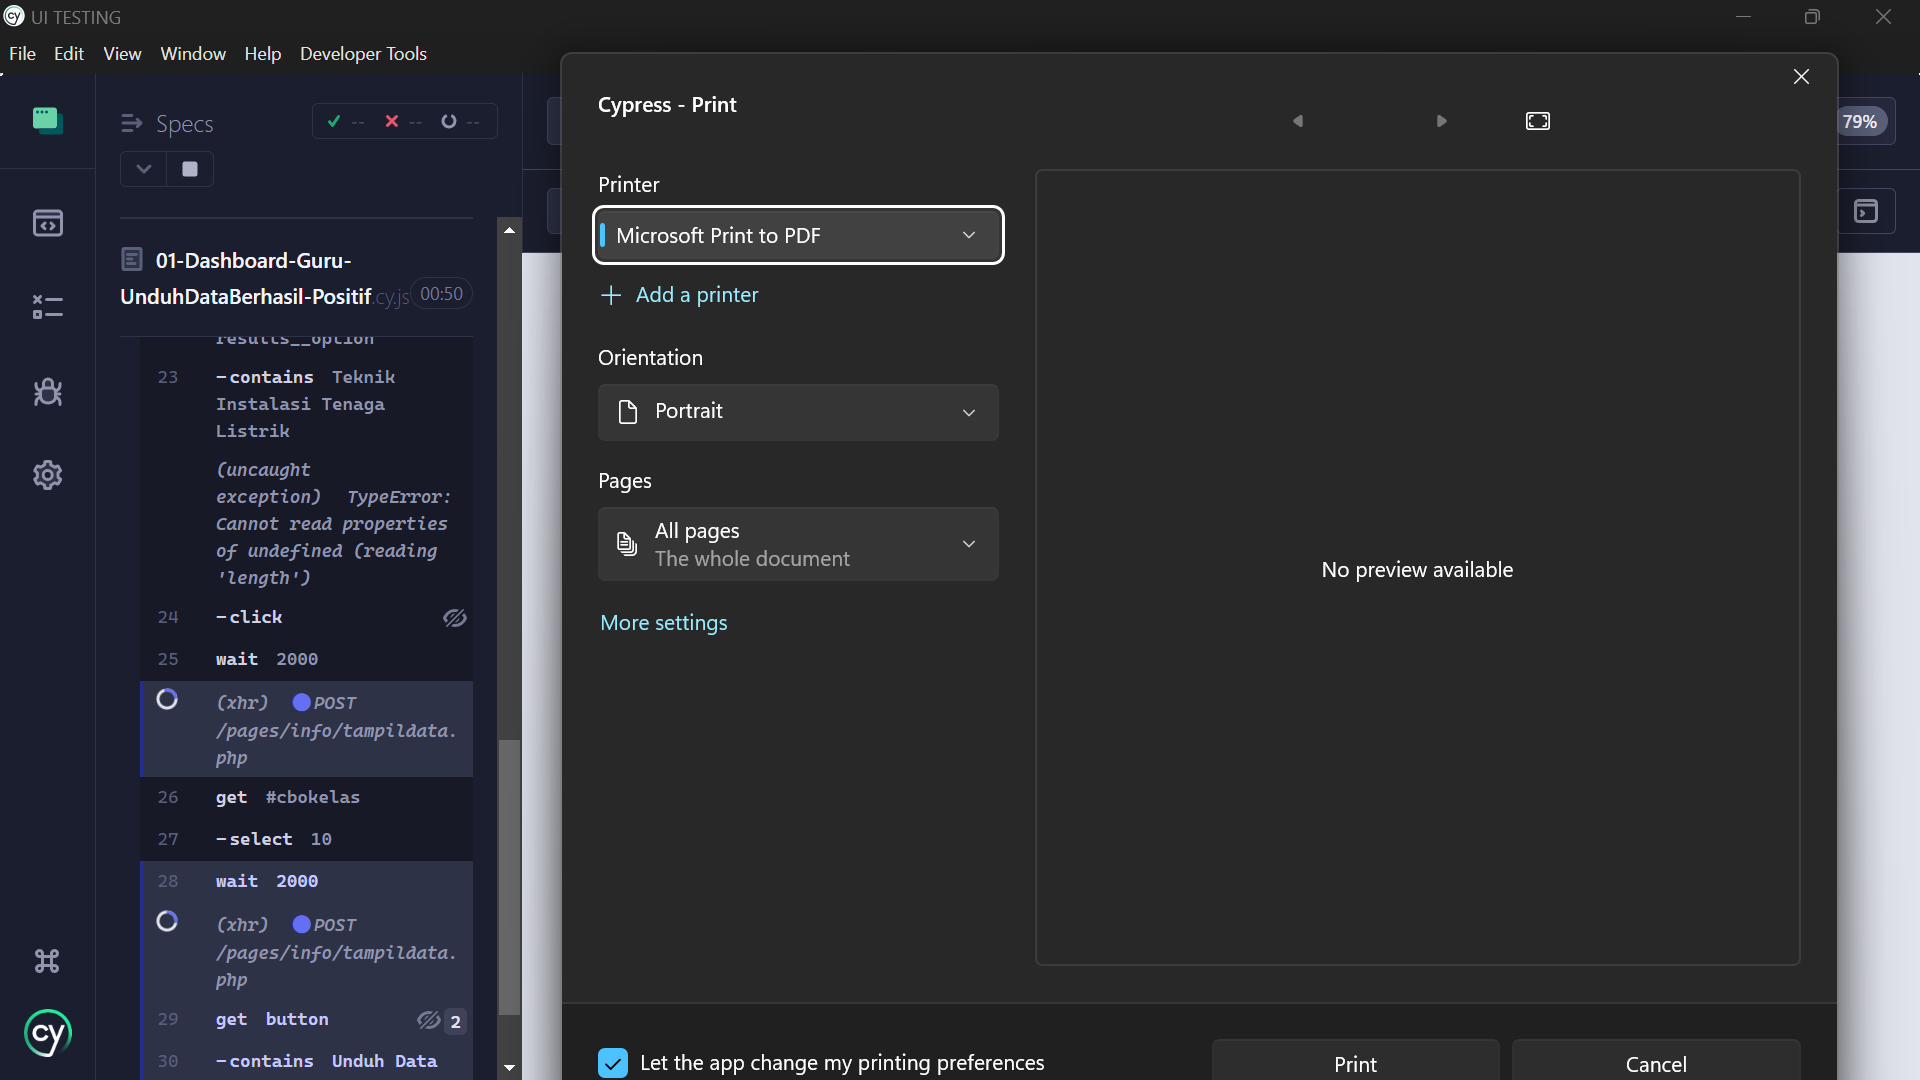 UI TESTING
File Edit View Window Help Developer Tools
Specs
-- -- --
01-Dashboard-Guru-
UnduhDataBerhasil-Positif.cy.js 00:50
results__option
23 -contains Teknik
Instalasi Tenaga
Listrik
(uncaught
exception) TypeError:
Cannot read properties
of undefined (reading
'length')
24 -click
25 wait 2000
(xhr) POST
/pages/info/tampildata.
php
26 get #cbokelas
27 -select 10
28 wait 2000
(xhr) POST
/pages/info/tampildata.
php
29 get button 2
30 -contains Unduh Data
cy
Cypress - Print
Printer
Microsoft Print to PDF
Add a printer
Orientation
Portrait
Pages
All pages
The whole document
More settings
No preview available
Let the app change my printing preferences
Print
Cancel
79%